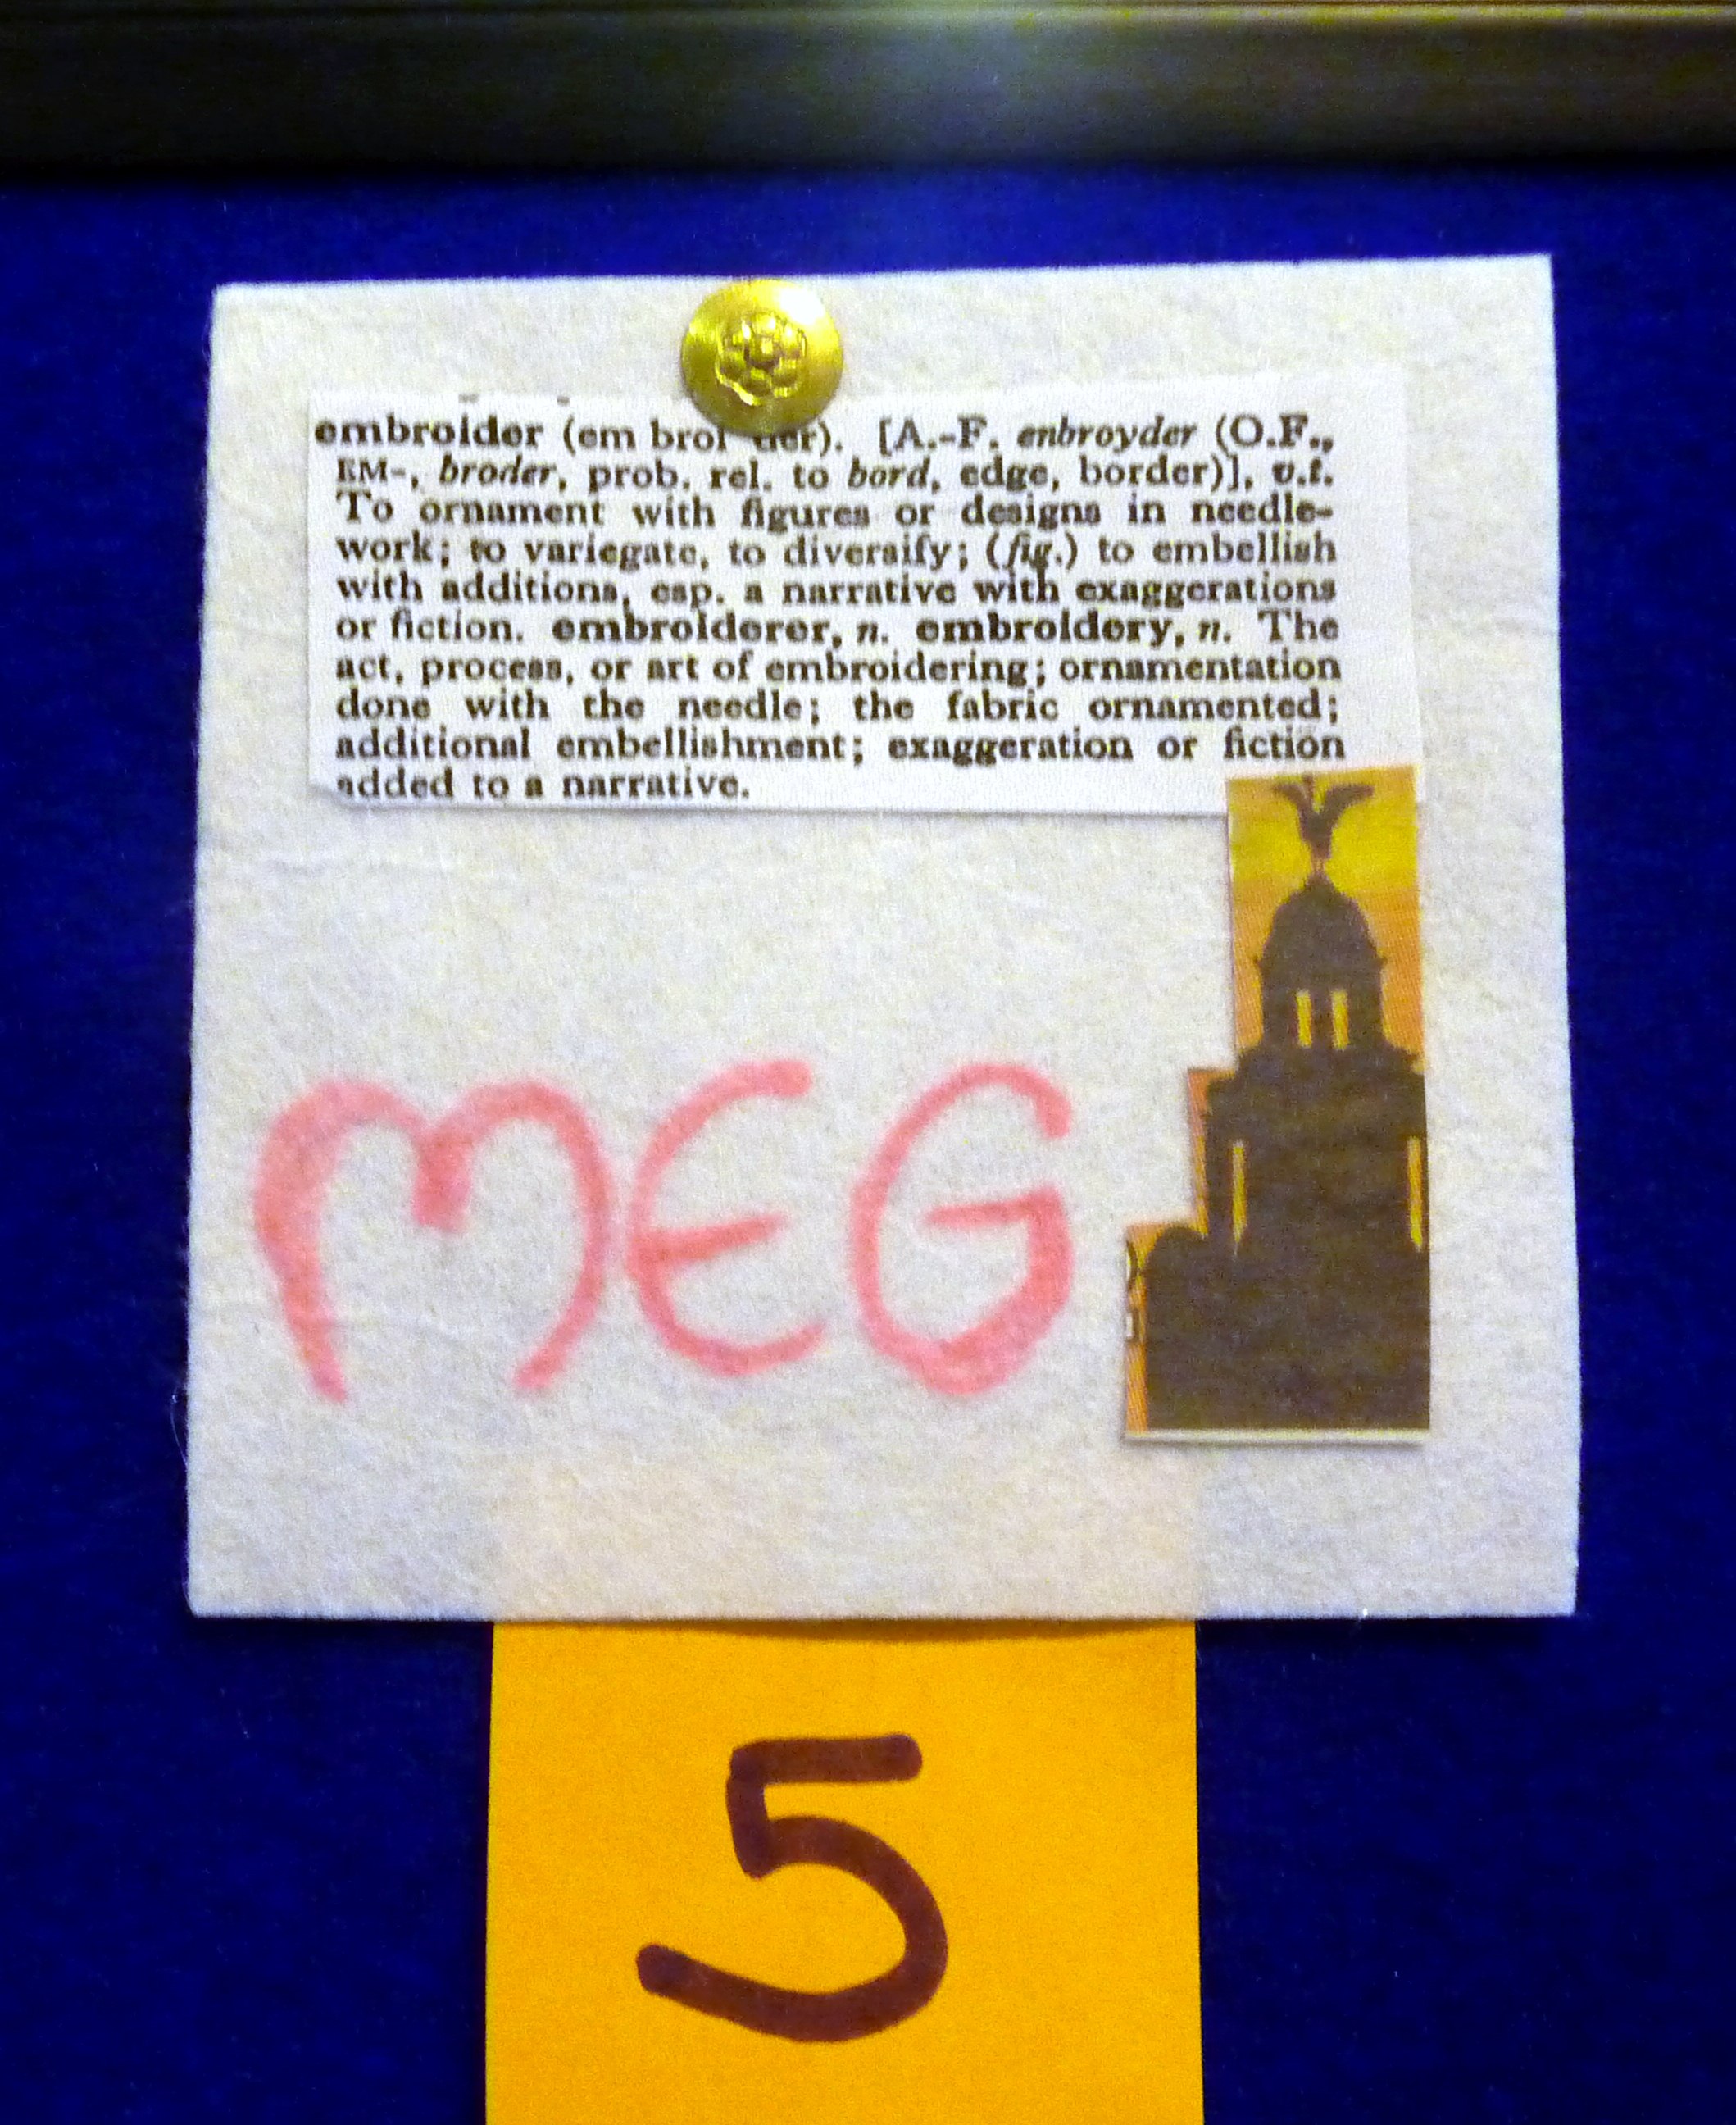 embroider (em broi der). [A.-F. enbroyder (O.F.,
EM-, broder, prob. rel. to bord, edge, border)], v.t.
To ornament with figures or designs in needle-
work; to variegate, to diversify; (fig.) to embellish
with additions, esp. a narrative with exaggerations
or fiction. embroiderer, n. embroidery, n. The
act, process, or art of embroidering; ornamentation
done with the needle; the fabric ornamented;
additional embellishment; exaggeration or fiction
added to a narrative.
MEG
5